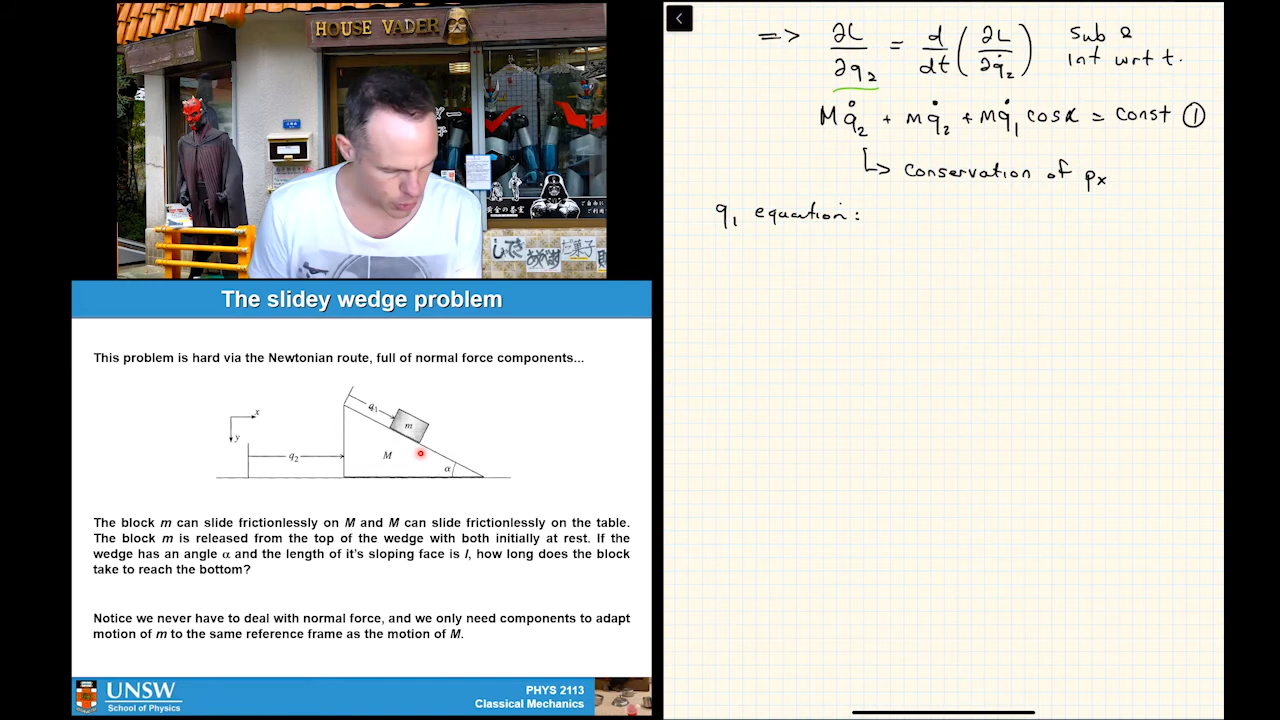 HOUSE VADER
The slidey wedge problem
This problem is hard via the Newtonian route, full of normal force components...
x
y
q₁
m
q₂
M
α
The block m can slide frictionlessly on M and M can slide frictionlessly on the table.
The block m is released from the top of the wedge with both initially at rest. If the
wedge has an angle α and the length of it's sloping face is l, how long does the block
take to reach the bottom?
Notice we never have to deal with normal force, and we only need components to adapt
motion of m to the same reference frame as the motion of M.
UNSW
School of Physics
PHYS 2113
Classical Mechanics
=> ∂L/∂q₂ = d/dt (∂L/∂q̇₂) Sub &
Int wrt t.
Mq̇₂ + mq̇₂ + mq̇₁ cosα = const ①
↳ conservation of pₓ
q₁ equation: